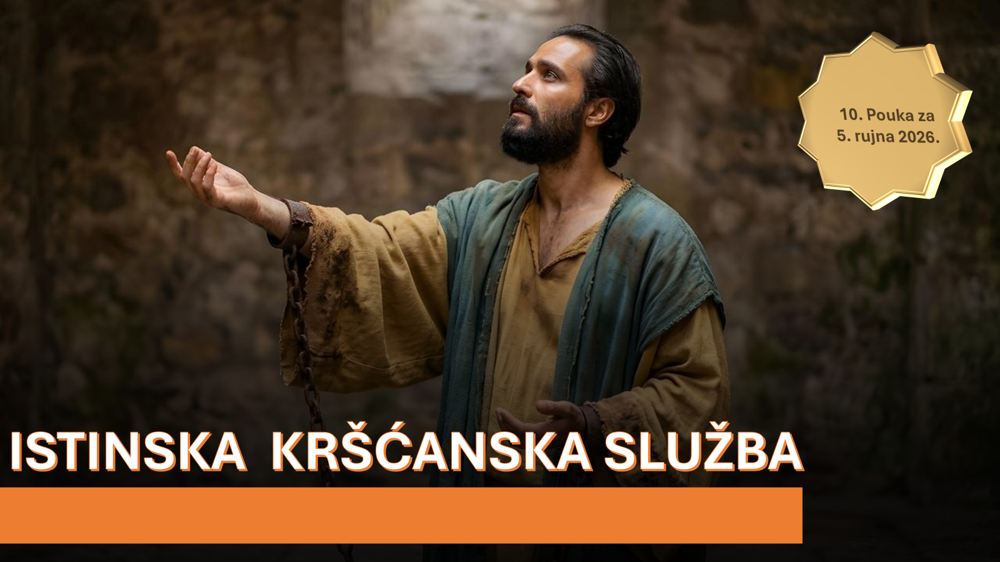 10. Pouka za
5. rujna 2026.
ISTINSKA KRŠĆANSKA SLUŽBA